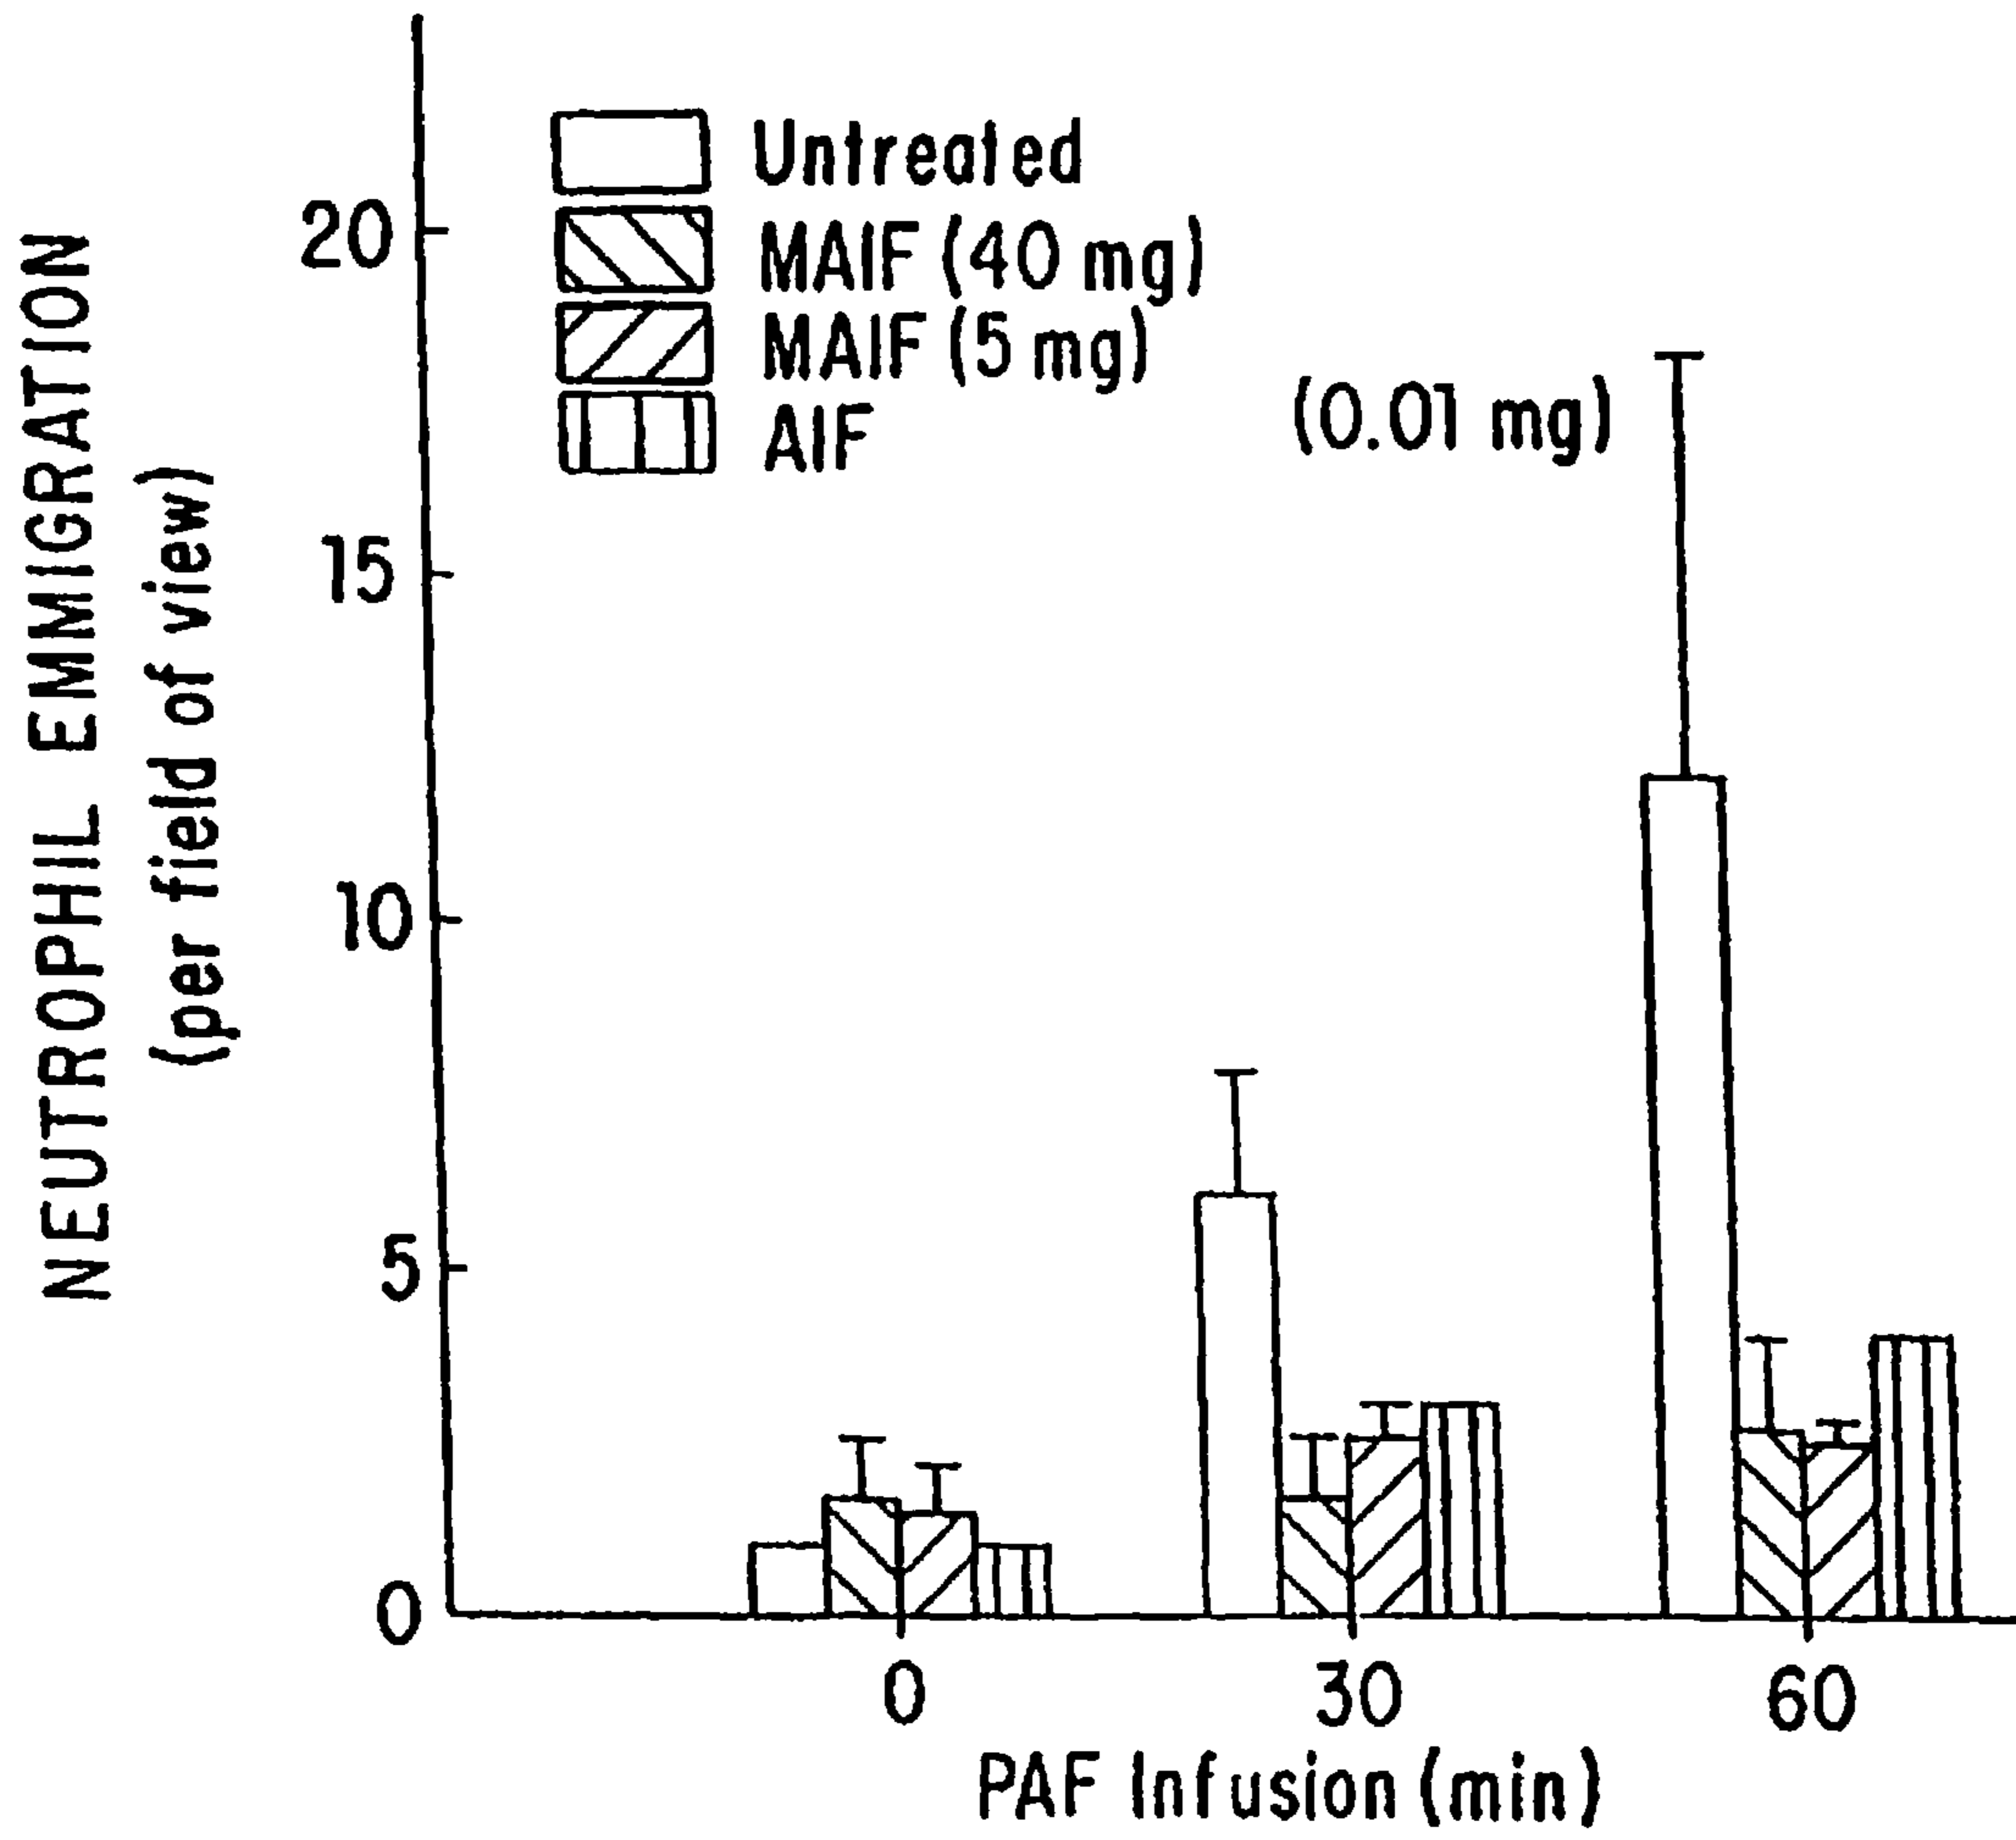 NEUTROPHIL EMMIGRATION
(per field of view)
20
15
10
5
0
Untreated
MAIF (40 mg)
MAIF (5 mg)
AIF (0.01 mg)
0 30 60
PAF Infusion (min)